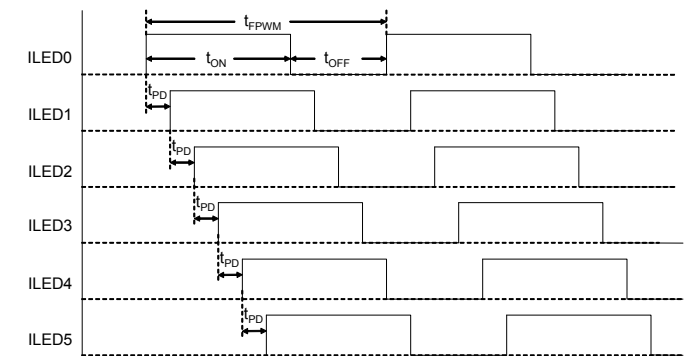 tFPWM
ILED0
tON
tOFF
tPD
ILED1
tPD
ILED2
tPD
ILED3
tPD
ILED4
tPD
ILED5